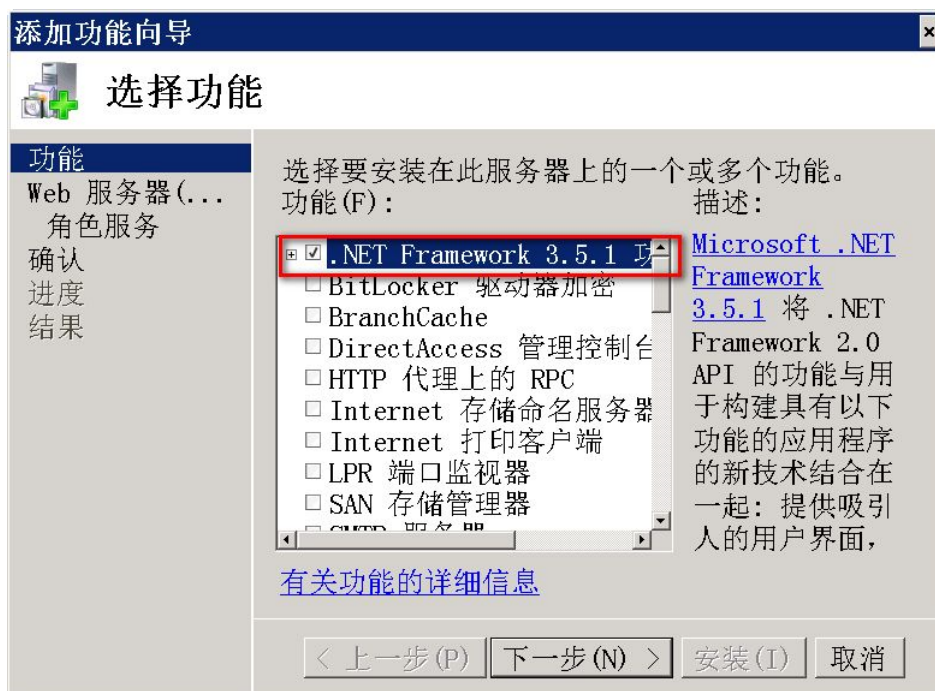 添加功能向导
选择功能
功能
Web 服务器(...
角色服务
确认
进度
结果
选择要安装在此服务器上的一个或多个功能。
功能(F):
.NET Framework 3.5.1 功
BitLocker 驱动器加密
BranchCache
DirectAccess 管理控制台
HTTP 代理上的 RPC
Internet 存储命名服务器
Internet 打印客户端
LPR 端口监视器
SAN 存储管理器
SMTP 服务器
有关功能的详细信息
描述:
Microsoft .NET
Framework
3.5.1 将 .NET
Framework 2.0
API 的功能与用
于构建具有以下
功能的应用程序
的新技术结合在
一起: 提供吸引
人的用户界面,
< 上一步(P)
下一步(N) >
安装(I)
取消